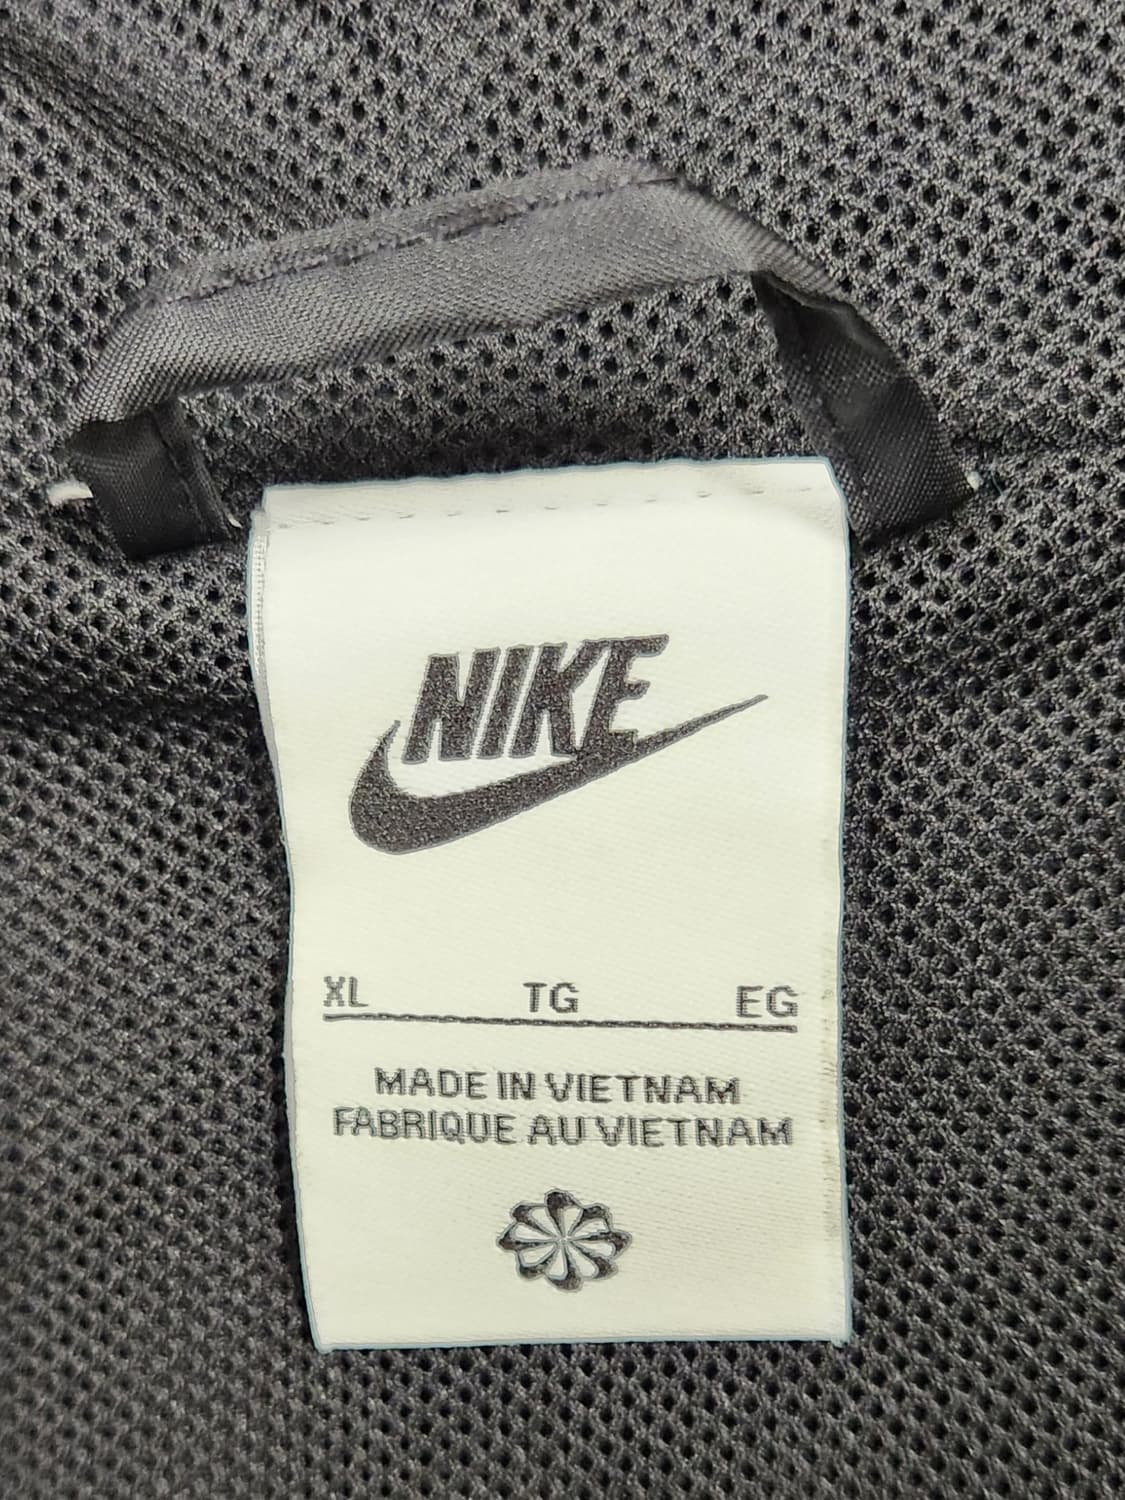 NIKE
XL TG EG
MADE IN VIETNAM
FABRIQUE AU VIETNAM